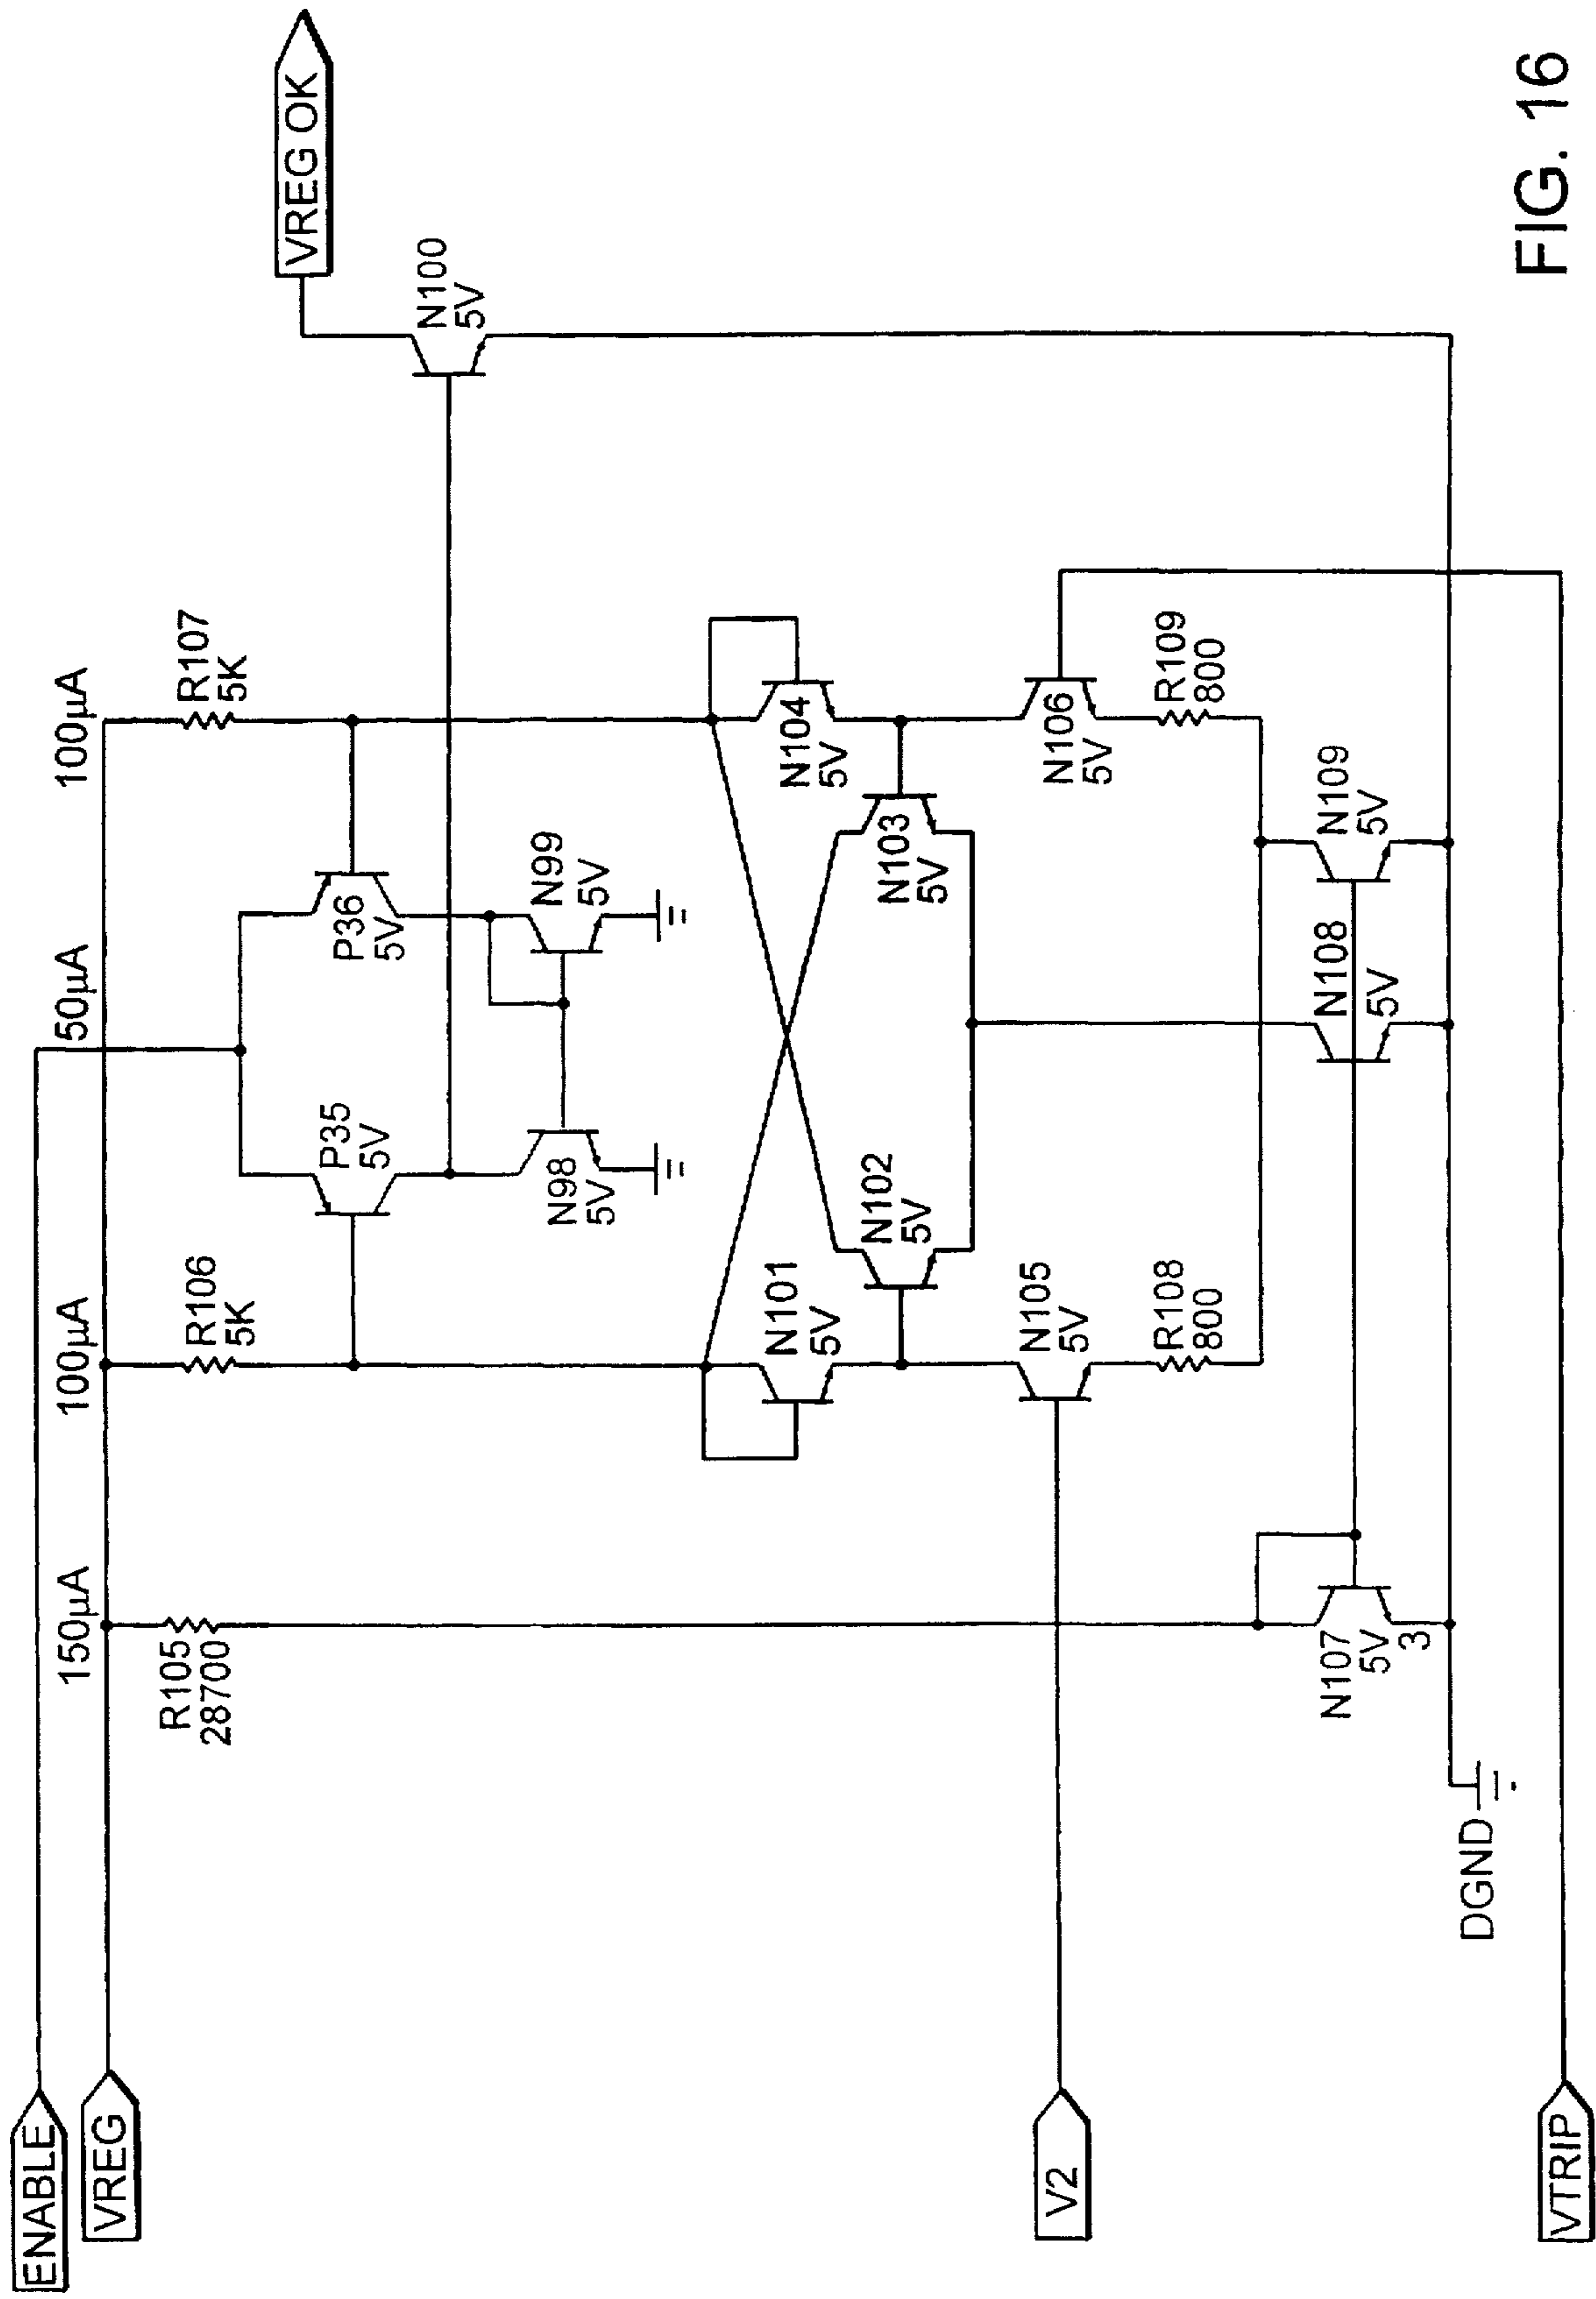 ENABLE
VREG
150µA
100µA
50µA
100µA
R105
28700
R106
5K
R107
5K
VREG OK
P35
5V
P36
5V
N100
5V
N98
5V
N99
5V
N101
5V
N102
5V
N103
5V
N104
5V
V2
N105
5V
N106
5V
R108
800
R109
800
N107
5V
3
N108
5V
N109
5V
DGND
VTRIP
FIG. 16